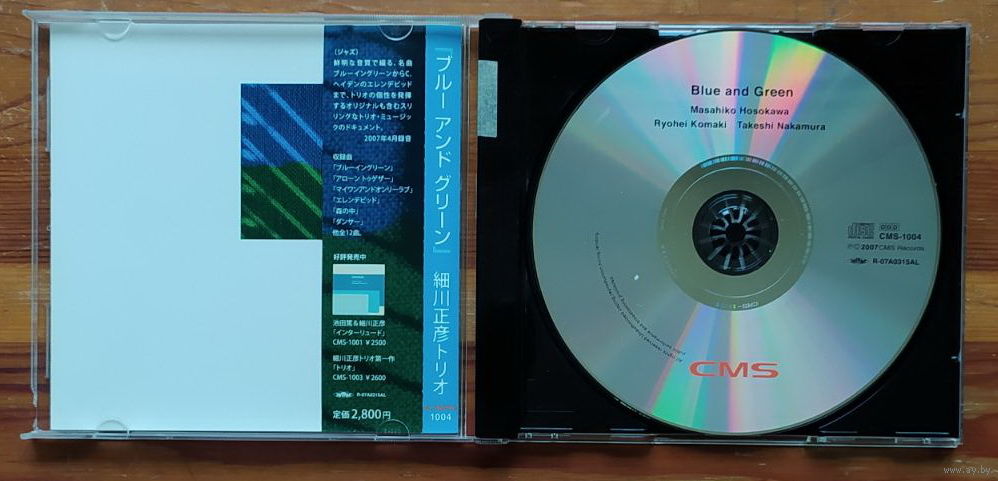 (ジャズ)
鮮明な音質で綴る、名曲
ブルーイングリーンからC.
ヘイデンのエレンデビッド
まで、トリオの個性を発揮
するオリジナルも含むスリ
リングなトリオ・ミュージッ
クのドキュメント。
2007年4月録音
収録曲
「ブルーイングリーン」
「アローン トゥゲザー」
「マイワンアンドオンリーラブ」
「エレンデビッド」
「森の中」
「ダンサー」
他全12曲。
好評発売中
池田篤&細川正彦
「インターリュード」
CMS-1001 ¥2500
細川正彦トリオ第一作
「トリオ」
CMS-1003 ¥2600
R-07A0315AL
定価2,800円
『ブルー アンド グリーン』 細川正彦トリオ
1004
Blue and Green
Masahiko Hosokawa
Ryohei Komaki Takeshi Nakamura
DDD
CMS-1004
℗© 2007 CMS Records
R-07A0315AL
CMS
www.ay.by